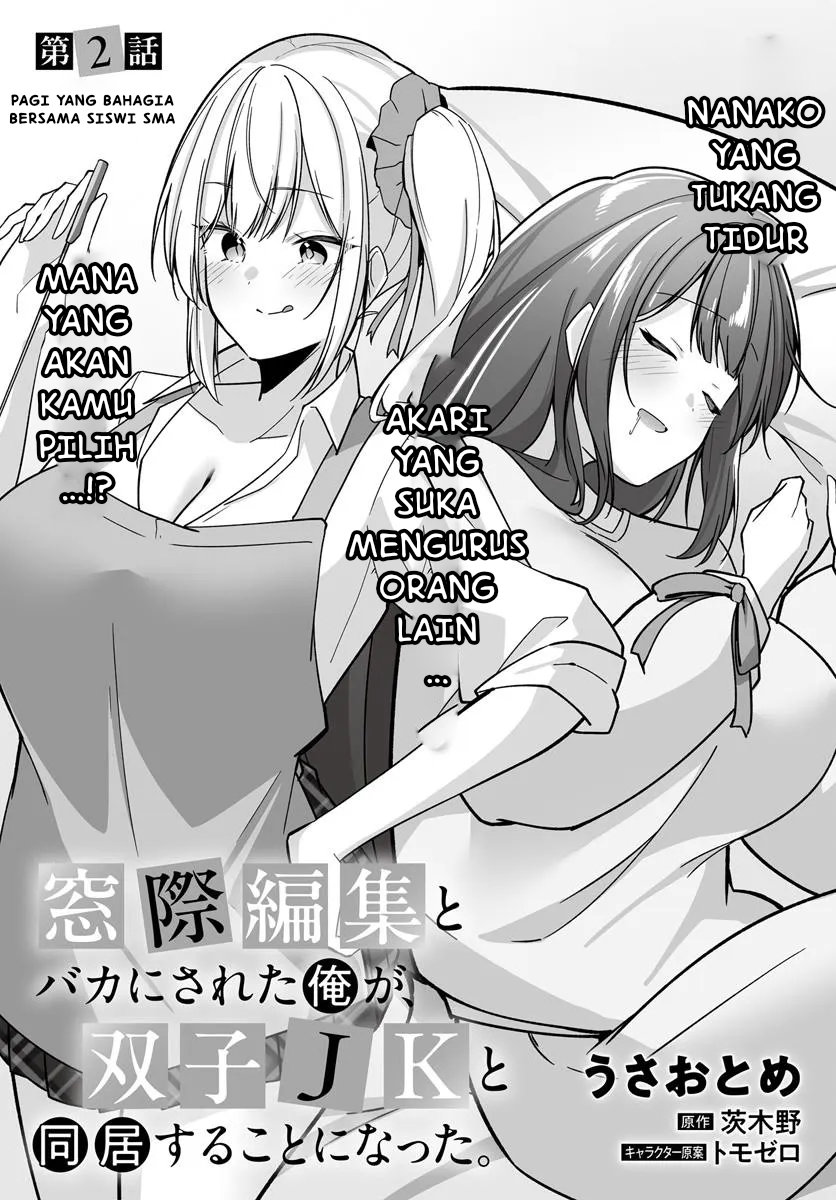 第2話
PAGI YANG BAHAGIA
BERSAMA SISWI SMA
NANAKO
YANG
TUKANG
TIDUR
AKARI
YANG
SUKA
MENGURUS
ORANG
LAIN
...
MANA
YANG
AKAN
KAMU
PILIH
...!?
窓際編集と
バカにされた俺が、
双子JKと
同居することになった。
うさおとめ
原作 茨木野
キャラクター原案 トモゼロ